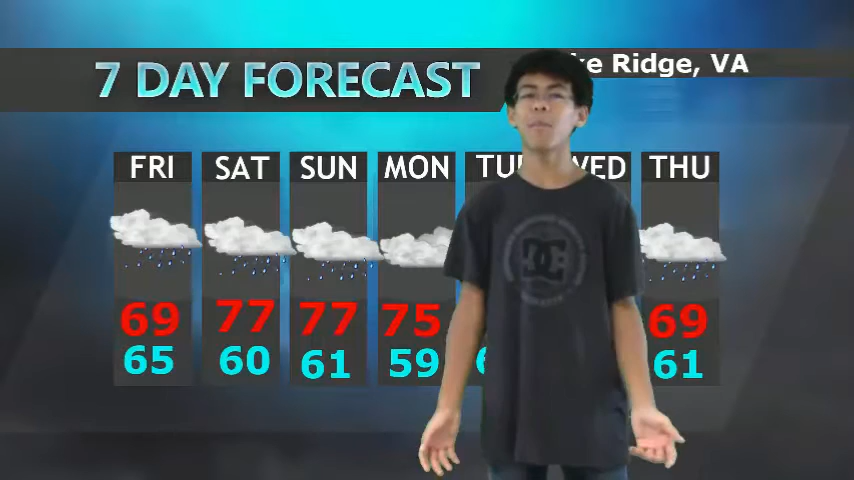 7 DAY FORECAST
Ridge, VA
FRI SAT SUN MON THU
69 77 77 75 69
65 60 61 59 61
DC